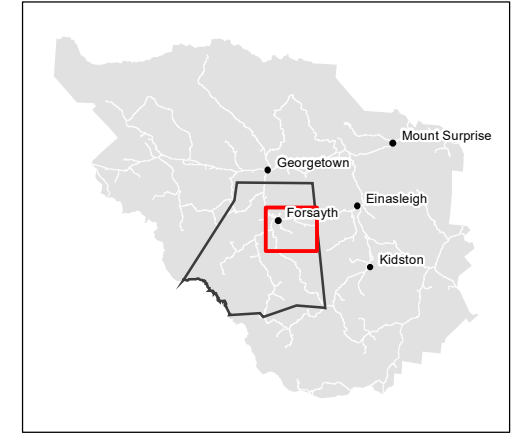 Mount Surprise
Georgetown
Einasleigh
Forsayth
Kidston